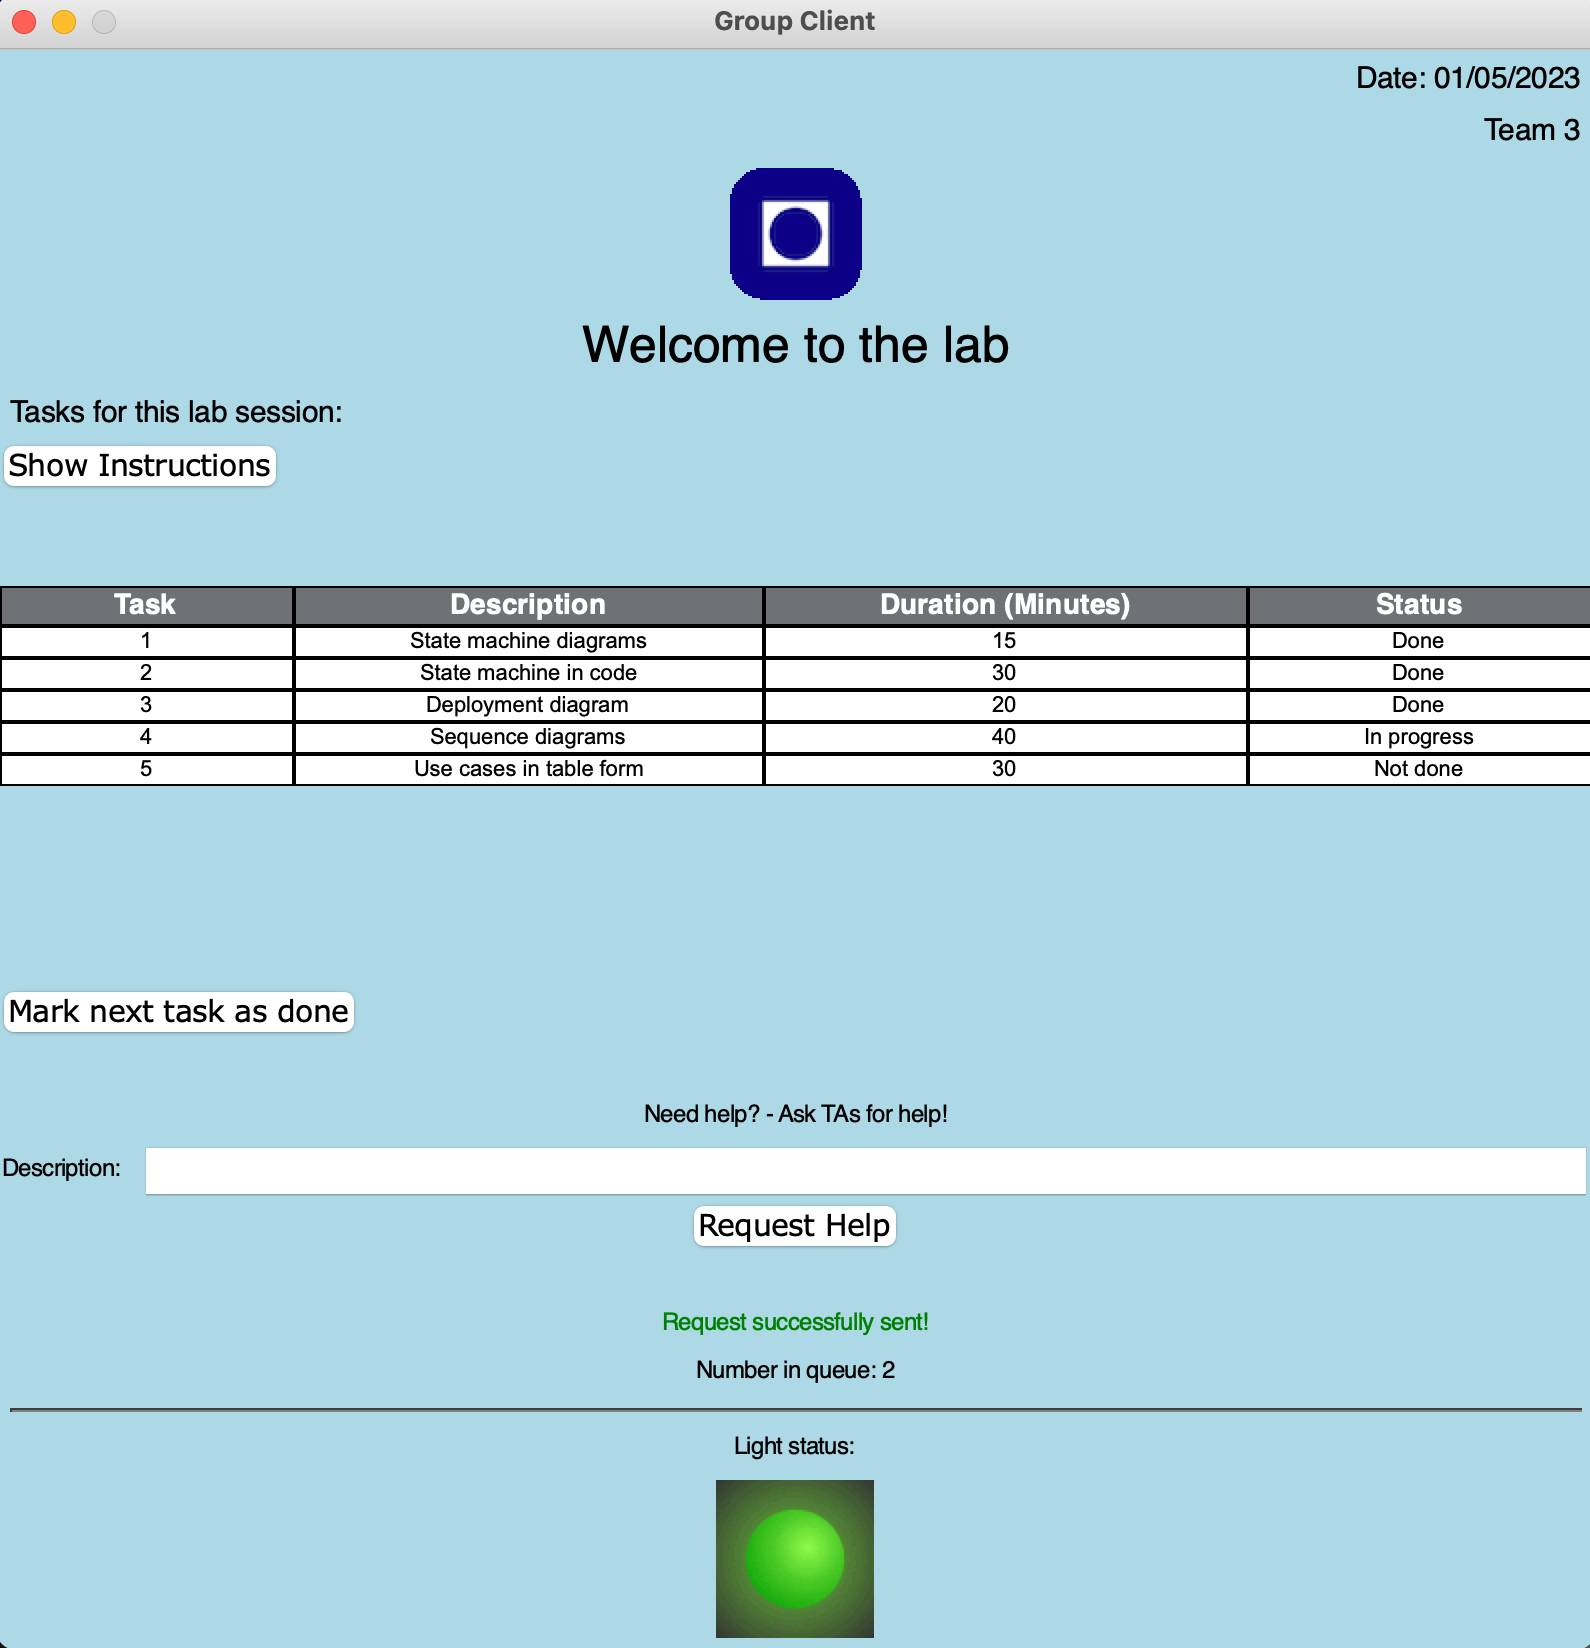 Group Client
Date: 01/05/2023
Team 3
Welcome to the lab
Tasks for this lab session:
Show Instructions
Task Description Duration (Minutes) Status
1 State machine diagrams 15 Done
2 State machine in code 30 Done
3 Deployment diagram 20 Done
4 Sequence diagrams 40 In progress
5 Use cases in table form 30 Not done
Mark next task as done
Need help? - Ask TAs for help!
Description:
Request Help
Request successfully sent!
Number in queue: 2
Light status: